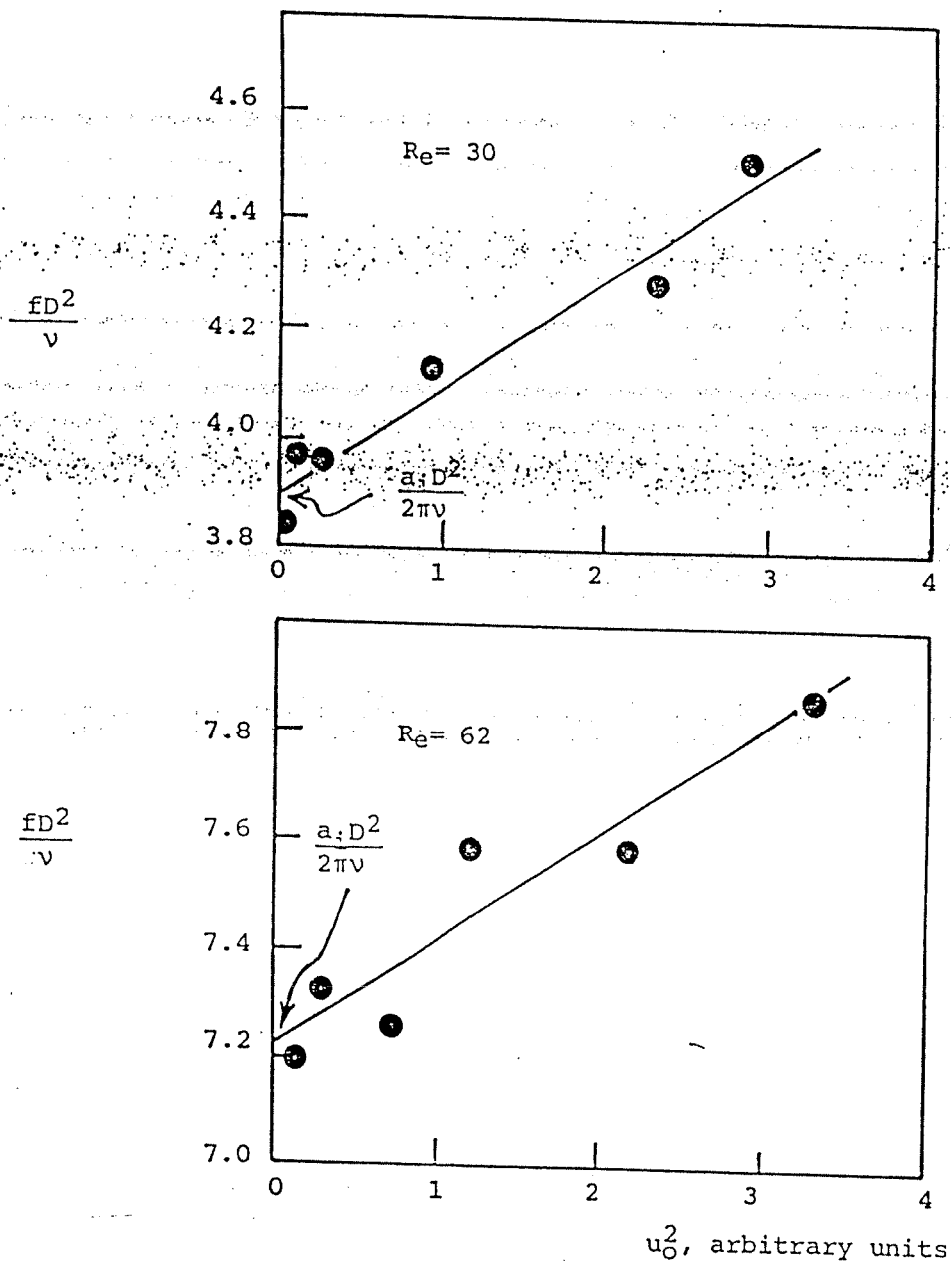 4.6
Re= 30
4.4
fD²
ν
4.2
4.0
aᵢD²
2πν
3.8
0 1 2 3 4
7.8
Re= 62
fD²
ν
7.6
aᵢD²
2πν
7.4
7.2
7.0
0 1 2 3 4
u₀², arbitrary units